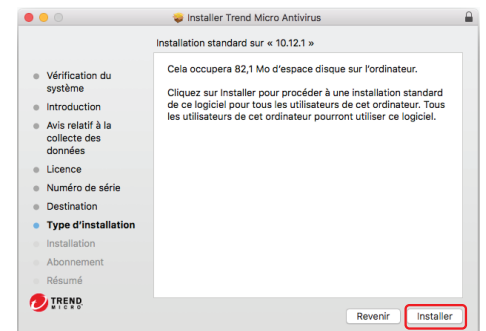 Installer Trend Micro Antivirus
Installation standard sur « 10.12.1 »
Vérification du
système
Introduction
Avis relatif à la
collecte des
données
Licence
Numéro de série
Destination
Type d'installation
Installation
Abonnement
Résumé
Cela occupera 82,1 Mo d'espace disque sur l'ordinateur.
Cliquez sur Installer pour procéder à une installation standard
de ce logiciel pour tous les utilisateurs de cet ordinateur. Tous
les utilisateurs de cet ordinateur pourront utiliser ce logiciel.
TREND
MICRO
Revenir
Installer